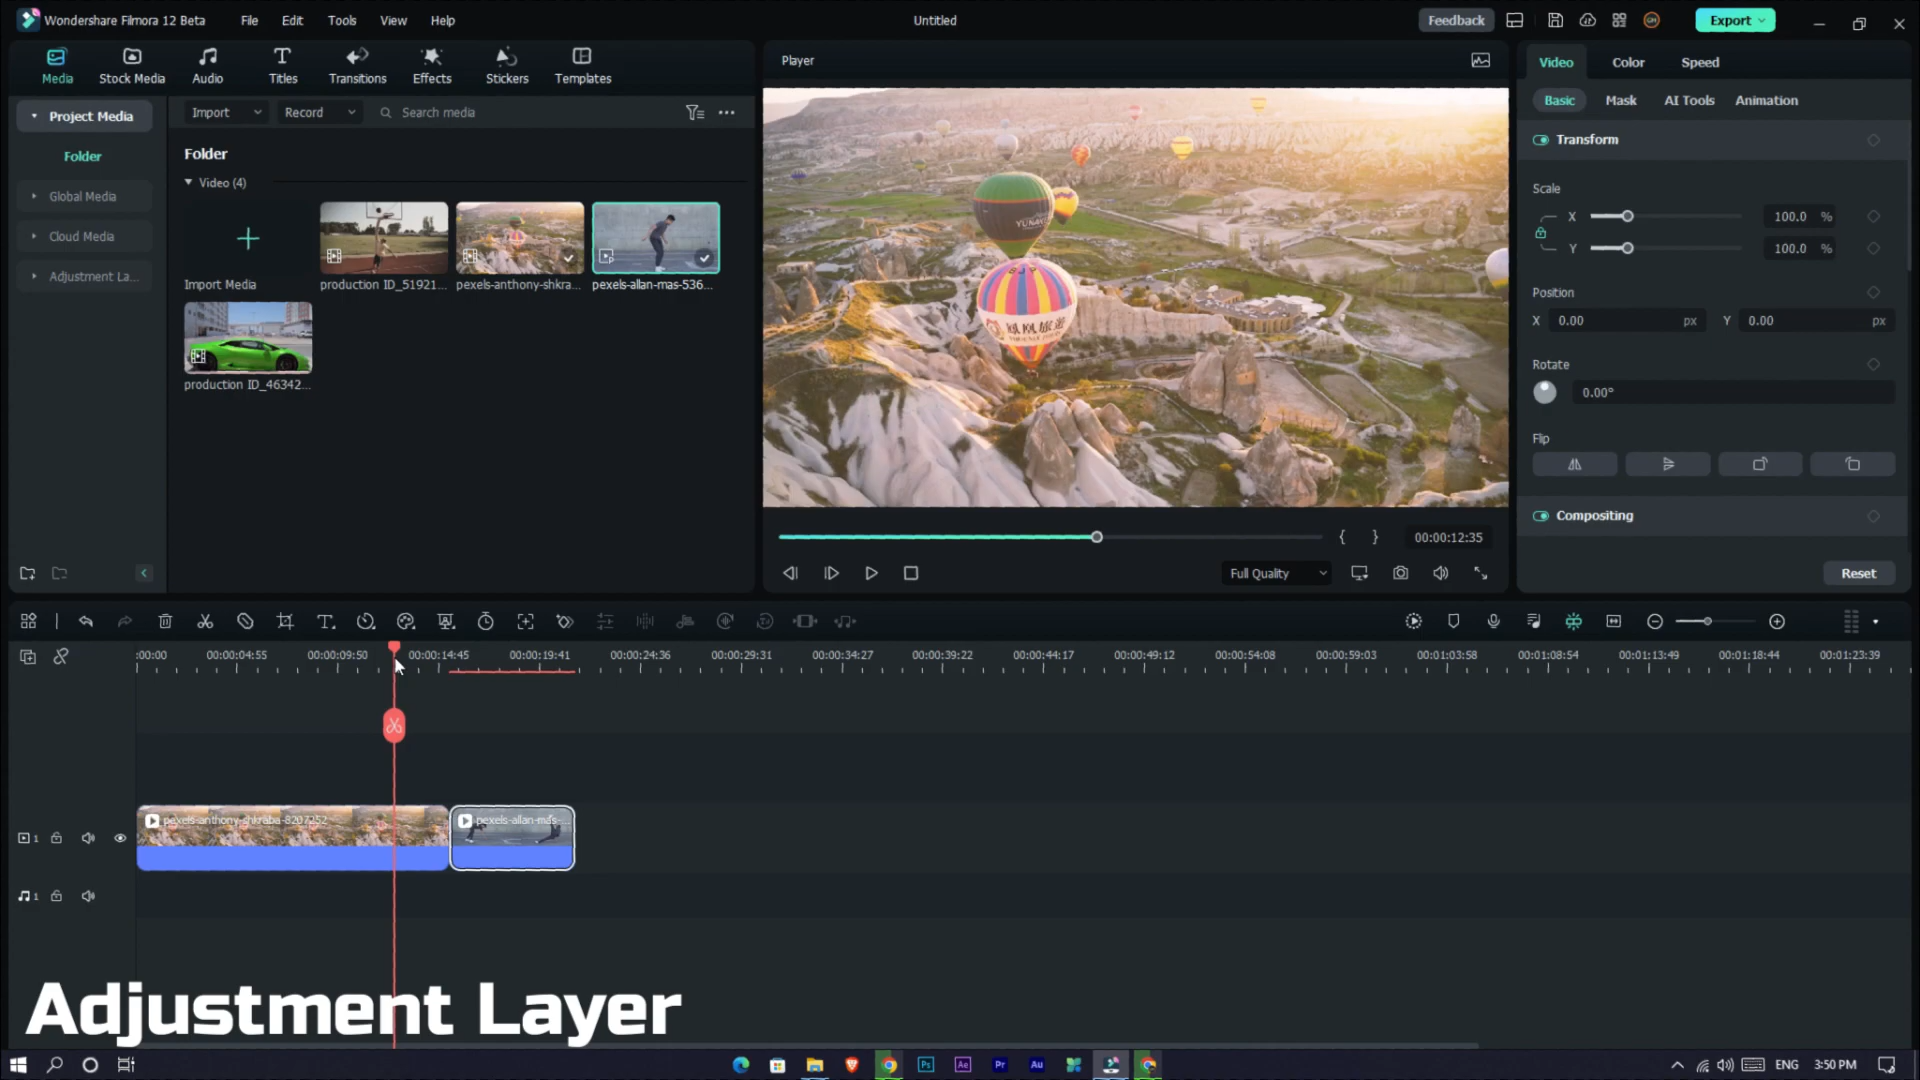 Wondershare Filmora 12 Beta
File
Edit
Tools
View
Help
Untitled
Feedback
Export
Media
Stock Media
Audio
Titles
Transitions
Effects
Stickers
Templates
Player
Video
Color
Speed
Project Media
Import
Record
Search media
Basic
Mask
AI Tools
Animation
Folder
Folder
Video (4)
Global Media
Cloud Media
Adjustment La...
Import Media
production ID_51921...
pexels-anthony-shkra...
pexels-allan-mas-536...
production ID_46342...
Transform
Scale
X
100.0
%
Y
100.0
%
Position
X
0.00
px
Y
0.00
px
Rotate
0.00°
Flip
Compositing
Reset
00:00:12:35
Full Quality
:00:00
00:00:04:55
00:00:09:50
00:00:14:45
00:00:19:41
00:00:24:36
00:00:29:31
00:00:34:27
00:00:39:22
00:00:44:17
00:00:49:12
00:00:54:08
00:00:59:03
00:01:03:58
00:01:08:54
00:01:13:49
00:01:18:44
00:01:23:39
pexels-anthony-shkraba-8207252
pexels-allan-mas-...
1
1
Adjustment Layer
Ps
Ae
Pr
Au
ENG
3:50 PM